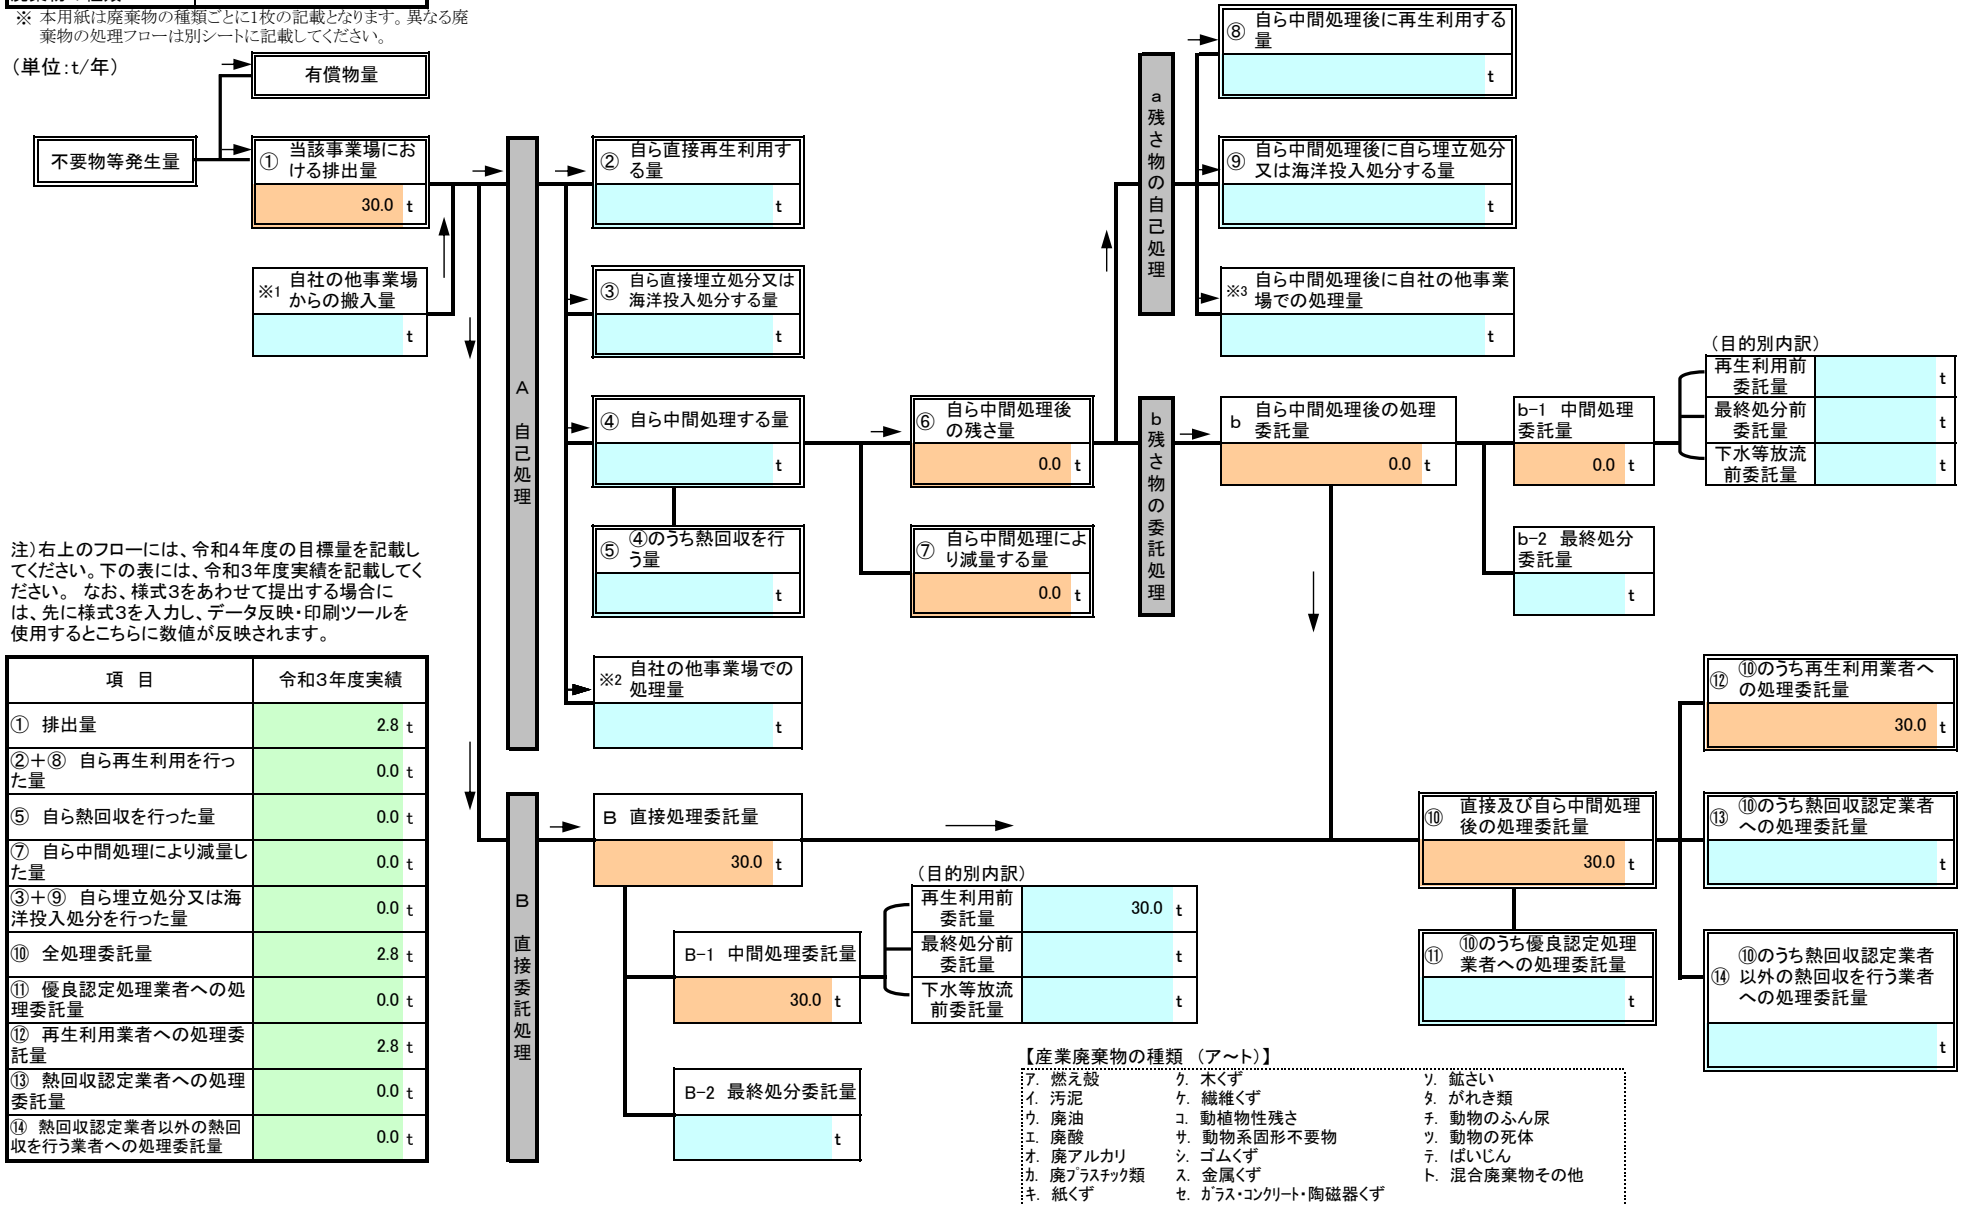 ※ 本用紙は廃棄物の種類ごとに1枚の記載となります。異なる廃
棄物の処理フローは別シートに記載してください。
(単位:t/年)
有償物量
不要物等発生量
① 当該事業場にお
ける排出量
30.0 t
※1 自社の他事業場
からの搬入量
t
A 自己処理
② 自ら直接再生利用す
る量
t
③ 自ら直接埋立処分又は
海洋投入処分する量
t
④ 自ら中間処理する量
t
⑤ ④のうち熱回収を行
う量
t
※2 自社の他事業場での
処理量
t
⑥ 自ら中間処理後
の残さ量
0.0 t
⑦ 自ら中間処理によ
り減量する量
0.0 t
a 残さ物の自己処理
⑧ 自ら中間処理後に再生利用する
量
t
⑨ 自ら中間処理後に自ら埋立処分
又は海洋投入処分する量
t
※3 自ら中間処理後に自社の他事業
場での処理量
t
b 残さ物の委託処理
b 自ら中間処理後の処理
委託量
0.0 t
b-1 中間処理
委託量
0.0 t
b-2 最終処分
委託量
t
(目的別内訳)
再生利用前
委託量
t
最終処分前
委託量
t
下水等放流
前委託量
t
注)右上のフローには、令和4年度の目標量を記載し
てください。下の表には、令和3年度実績を記載してく
ださい。 なお、様式3をあわせて提出する場合に
は、先に様式3を入力し、データ反映・印刷ツールを
使用するとこちらに数値が反映されます。
項 目 令和3年度実績
① 排出量 2.8 t
②+⑧ 自ら再生利用を行っ
た量 0.0 t
⑤ 自ら熱回収を行った量 0.0 t
⑦ 自ら中間処理により減量し
た量 0.0 t
③+⑨ 自ら埋立処分又は海
洋投入処分を行った量 0.0 t
⑩ 全処理委託量 2.8 t
⑪ 優良認定処理業者への処
理委託量 0.0 t
⑫ 再生利用業者への処理委
託量 2.8 t
⑬ 熱回収認定業者への処理
委託量 0.0 t
⑭ 熱回収認定業者以外の熱回
収を行う業者への処理委託量 0.0 t
B 直接委託処理
B 直接処理委託量
30.0 t
B-1 中間処理委託量
30.0 t
B-2 最終処分委託量
t
(目的別内訳)
再生利用前
委託量
30.0 t
最終処分前
委託量
t
下水等放流
前委託量
t
⑩ 直接及び自ら中間処理
後の処理委託量
30.0 t
⑪ ⑩のうち優良認定処理
業者への処理委託量
t
⑫ ⑩のうち再生利用業者へ
の処理委託量
30.0 t
⑬ ⑩のうち熱回収認定業者
への処理委託量
t
⑭ ⑩のうち熱回収認定業者
以外の熱回収を行う業者
への処理委託量
t
【産業廃棄物の種類 (ア~ト)】
ア. 燃え殻 ク. 木くず ソ. 鉱さい
イ. 汚泥 ケ. 繊維くず タ. がれき類
ウ. 廃油 コ. 動植物性残さ チ. 動物のふん尿
エ. 廃酸 サ. 動物系固形不要物 ツ. 動物の死体
オ. 廃アルカリ シ. ゴムくず テ. ばいじん
カ. 廃プラスチック類 ス. 金属くず ト. 混合廃棄物その他
キ. 紙くず セ. ガラス・コンクリート・陶磁器くず